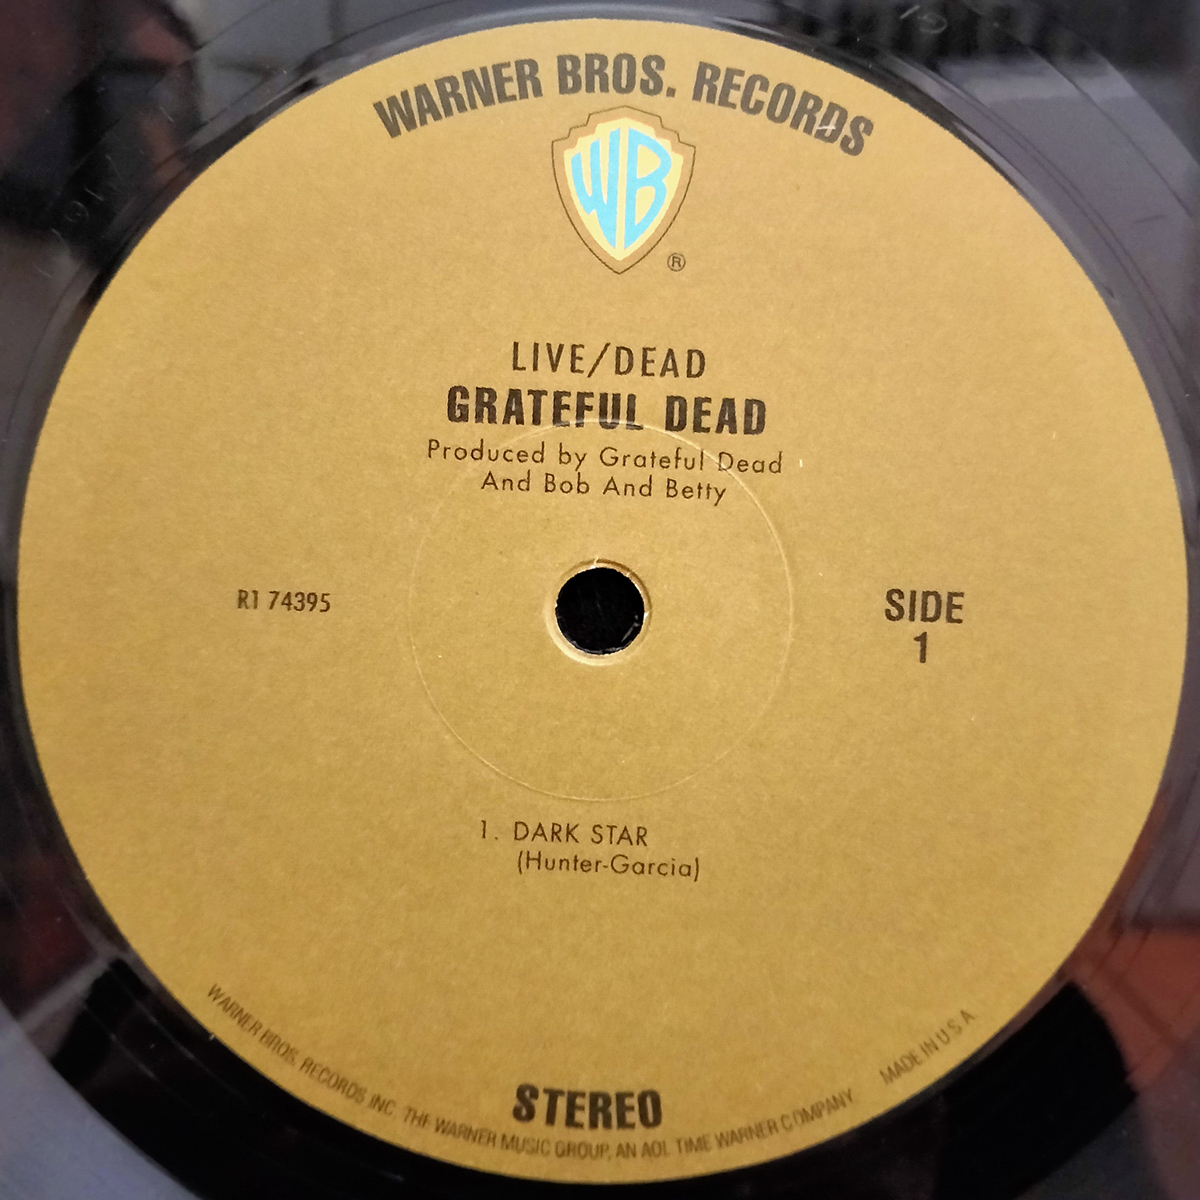 WARNER BROS. RECORDS
WB
®
LIVE/DEAD
GRATEFUL DEAD
Produced by Grateful Dead
And Bob And Betty
R1 74395
SIDE
1
1. DARK STAR
(Hunter-Garcia)
STEREO
WARNER BROS. RECORDS INC. THE WARNER MUSIC GROUP, AN AOL TIME WARNER COMPANY MADE IN U S A